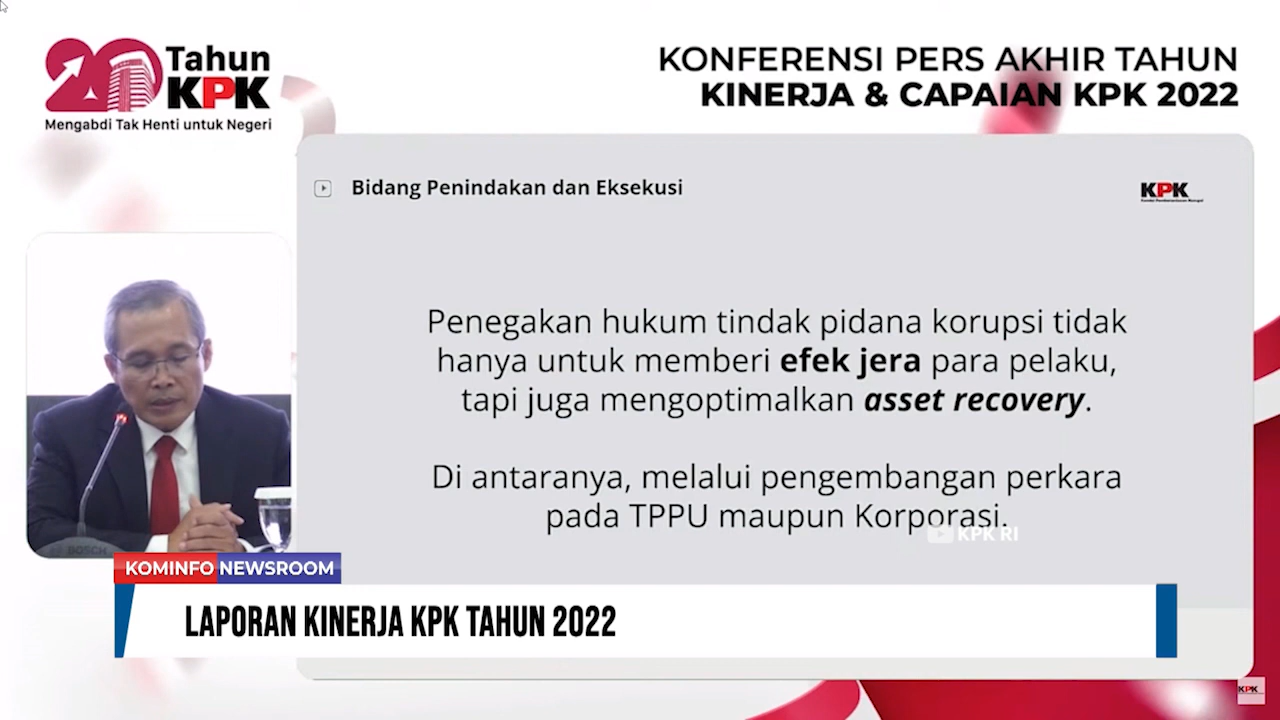 20 Tahun
KPK
Mengabdi Tak Henti untuk Negeri
KONFERENSI PERS AKHIR TAHUN
KINERJA & CAPAIAN KPK 2022
Bidang Penindakan dan Eksekusi
KPK
Penegakan hukum tindak pidana korupsi tidak
hanya untuk memberi efek jera para pelaku,
tapi juga mengoptimalkan asset recovery.
Di antaranya, melalui pengembangan perkara
pada TPPU maupun Korporasi.
KPK RI
BOSCH
KOMINFO NEWSROOM
LAPORAN KINERJA KPK TAHUN 2022
KPK